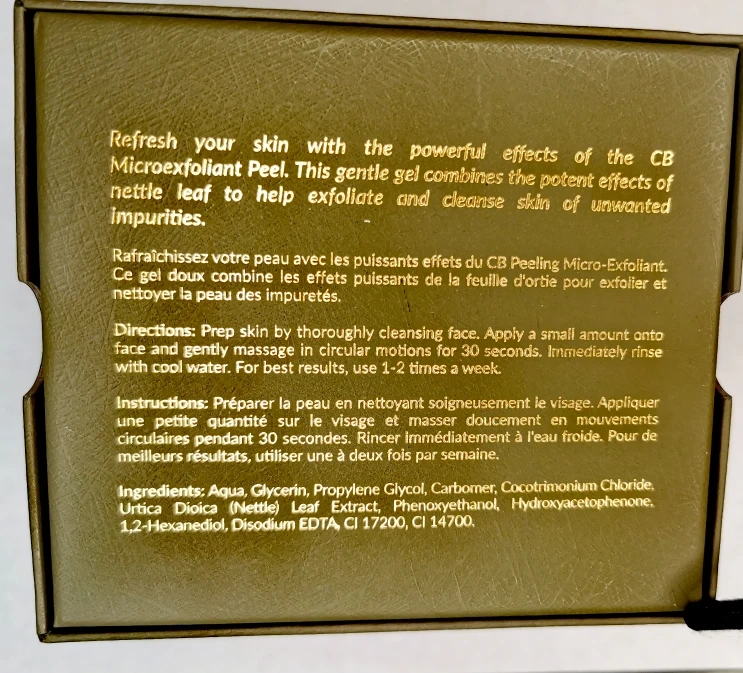 Refresh your skin with the powerful effects of the CB
Microexfoliant Peel. This gentle gel combines the potent effects of
nettle leaf to help exfoliate and cleanse skin of unwanted
impurities.
Rafraîchissez votre peau avec les puissants effets du CB Peeling Micro-Exfoliant.
Ce gel doux combine les effets puissants de la feuille d'ortie pour exfolier et
nettoyer la peau des impuretés.
Directions: Prep skin by thoroughly cleansing face. Apply a small amount onto
face and gently massage in circular motions for 30 seconds. Immediately rinse
with cool water. For best results, use 1-2 times a week.
Instructions: Préparer la peau en nettoyant soigneusement le visage. Appliquer
une petite quantité sur le visage et masser doucement en mouvements
circulaires pendant 30 secondes. Rincer immédiatement à l'eau froide. Pour de
meilleurs résultats, utiliser une à deux fois par semaine.
Ingredients: Aqua, Glycerin, Propylene Glycol, Carbomer, Cocotrimonium Chloride,
Urtica Dioica (Nettle) Leaf Extract, Phenoxyethanol, Hydroxyacetophenone,
1,2-Hexanediol, Disodium EDTA, CI 17200, CI 14700.